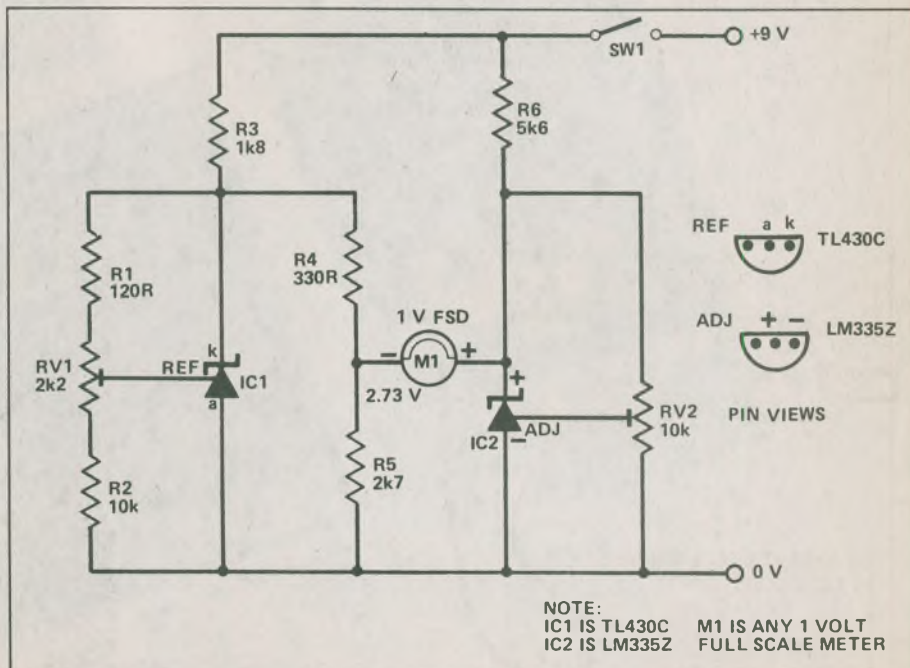 +9 V
SW1
R3
1k8
R6
5k6
R1
120R
R4
330R
REF a k
TL430C
1 V FSD
ADJ + –
LM335Z
RV1
2k2
REF
k
IC1
a
– M1 +
2.73 V
+
IC2
ADJ
–
RV2
10k
PIN VIEWS
R2
10k
R5
2k7
0 V
NOTE:
IC1 IS TL430C M1 IS ANY 1 VOLT
IC2 IS LM335Z FULL SCALE METER